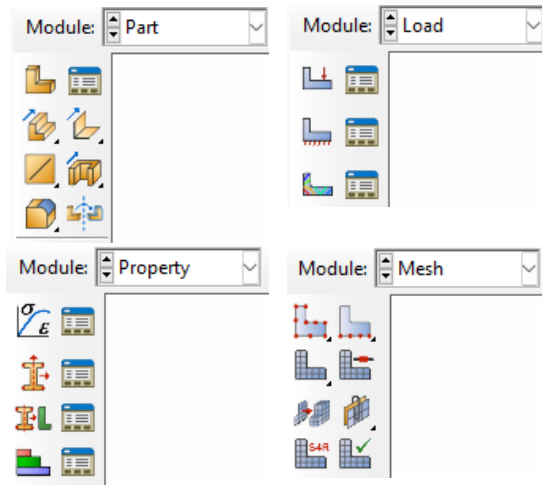 Module: Part
Module: Load
Module: Property
σ
ε
Module: Mesh
S4R